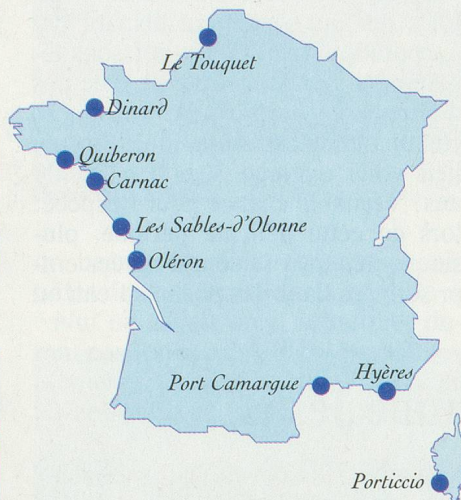 Le Touquet
Dinard
Quiberon
Carnac
Les Sables-d'Olonne
Oléron
Hyères
Port Camargue
Porticcio